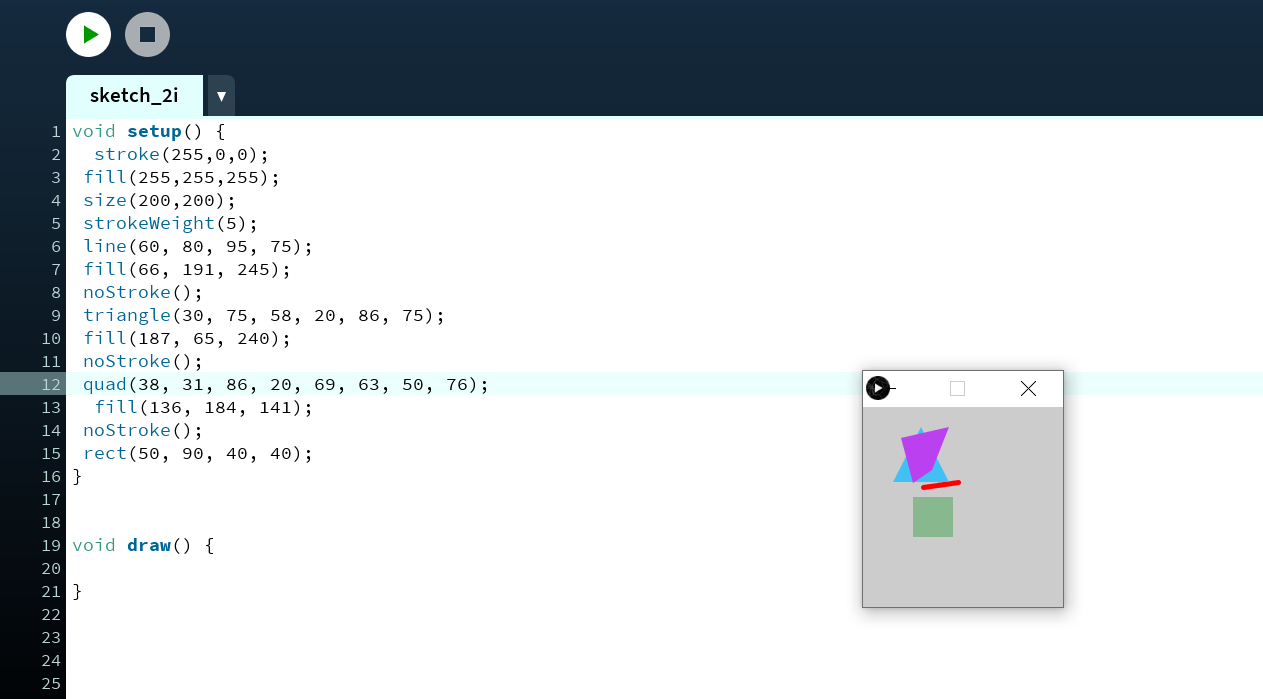 sketch_2i ▼
1 void setup() {
2   stroke(255,0,0);
3  fill(255,255,255);
4  size(200,200);
5  strokeWeight(5);
6  line(60, 80, 95, 75);
7  fill(66, 191, 245);
8  noStroke();
9  triangle(30, 75, 58, 20, 86, 75);
10  fill(187, 65, 240);
11  noStroke();
12  quad(38, 31, 86, 20, 69, 63, 50, 76);
13   fill(136, 184, 141);
14  noStroke();
15  rect(50, 90, 40, 40);
16 }
17
18
19 void draw() {
20
21 }
22
23
24
25